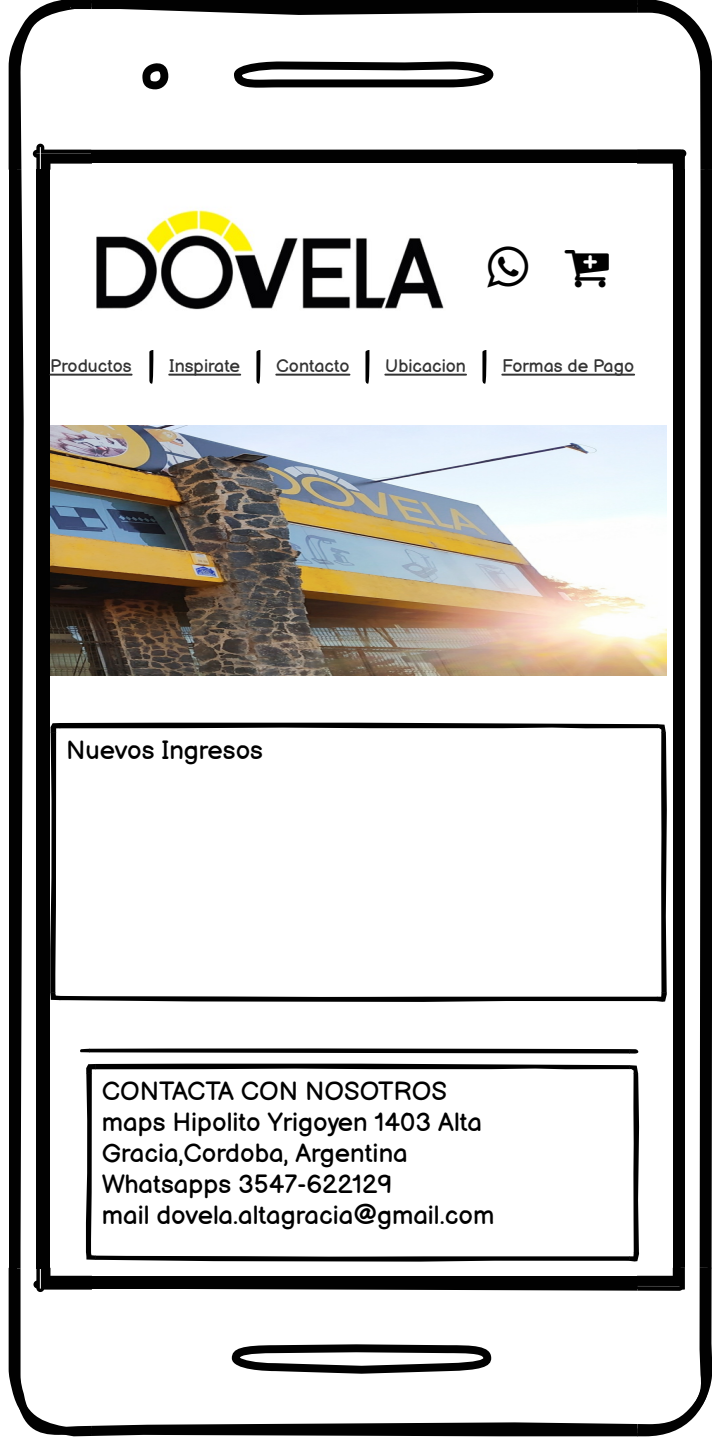 DOVELA
Productos Inspirate Contacto Ubicacion Formas de Pago
DOVELA
Nuevos Ingresos
CONTACTA CON NOSOTROS
maps Hipolito Yrigoyen 1403 Alta
Gracia,Cordoba, Argentina
Whatsapps 3547-622129
mail dovela.altagracia@gmail.com